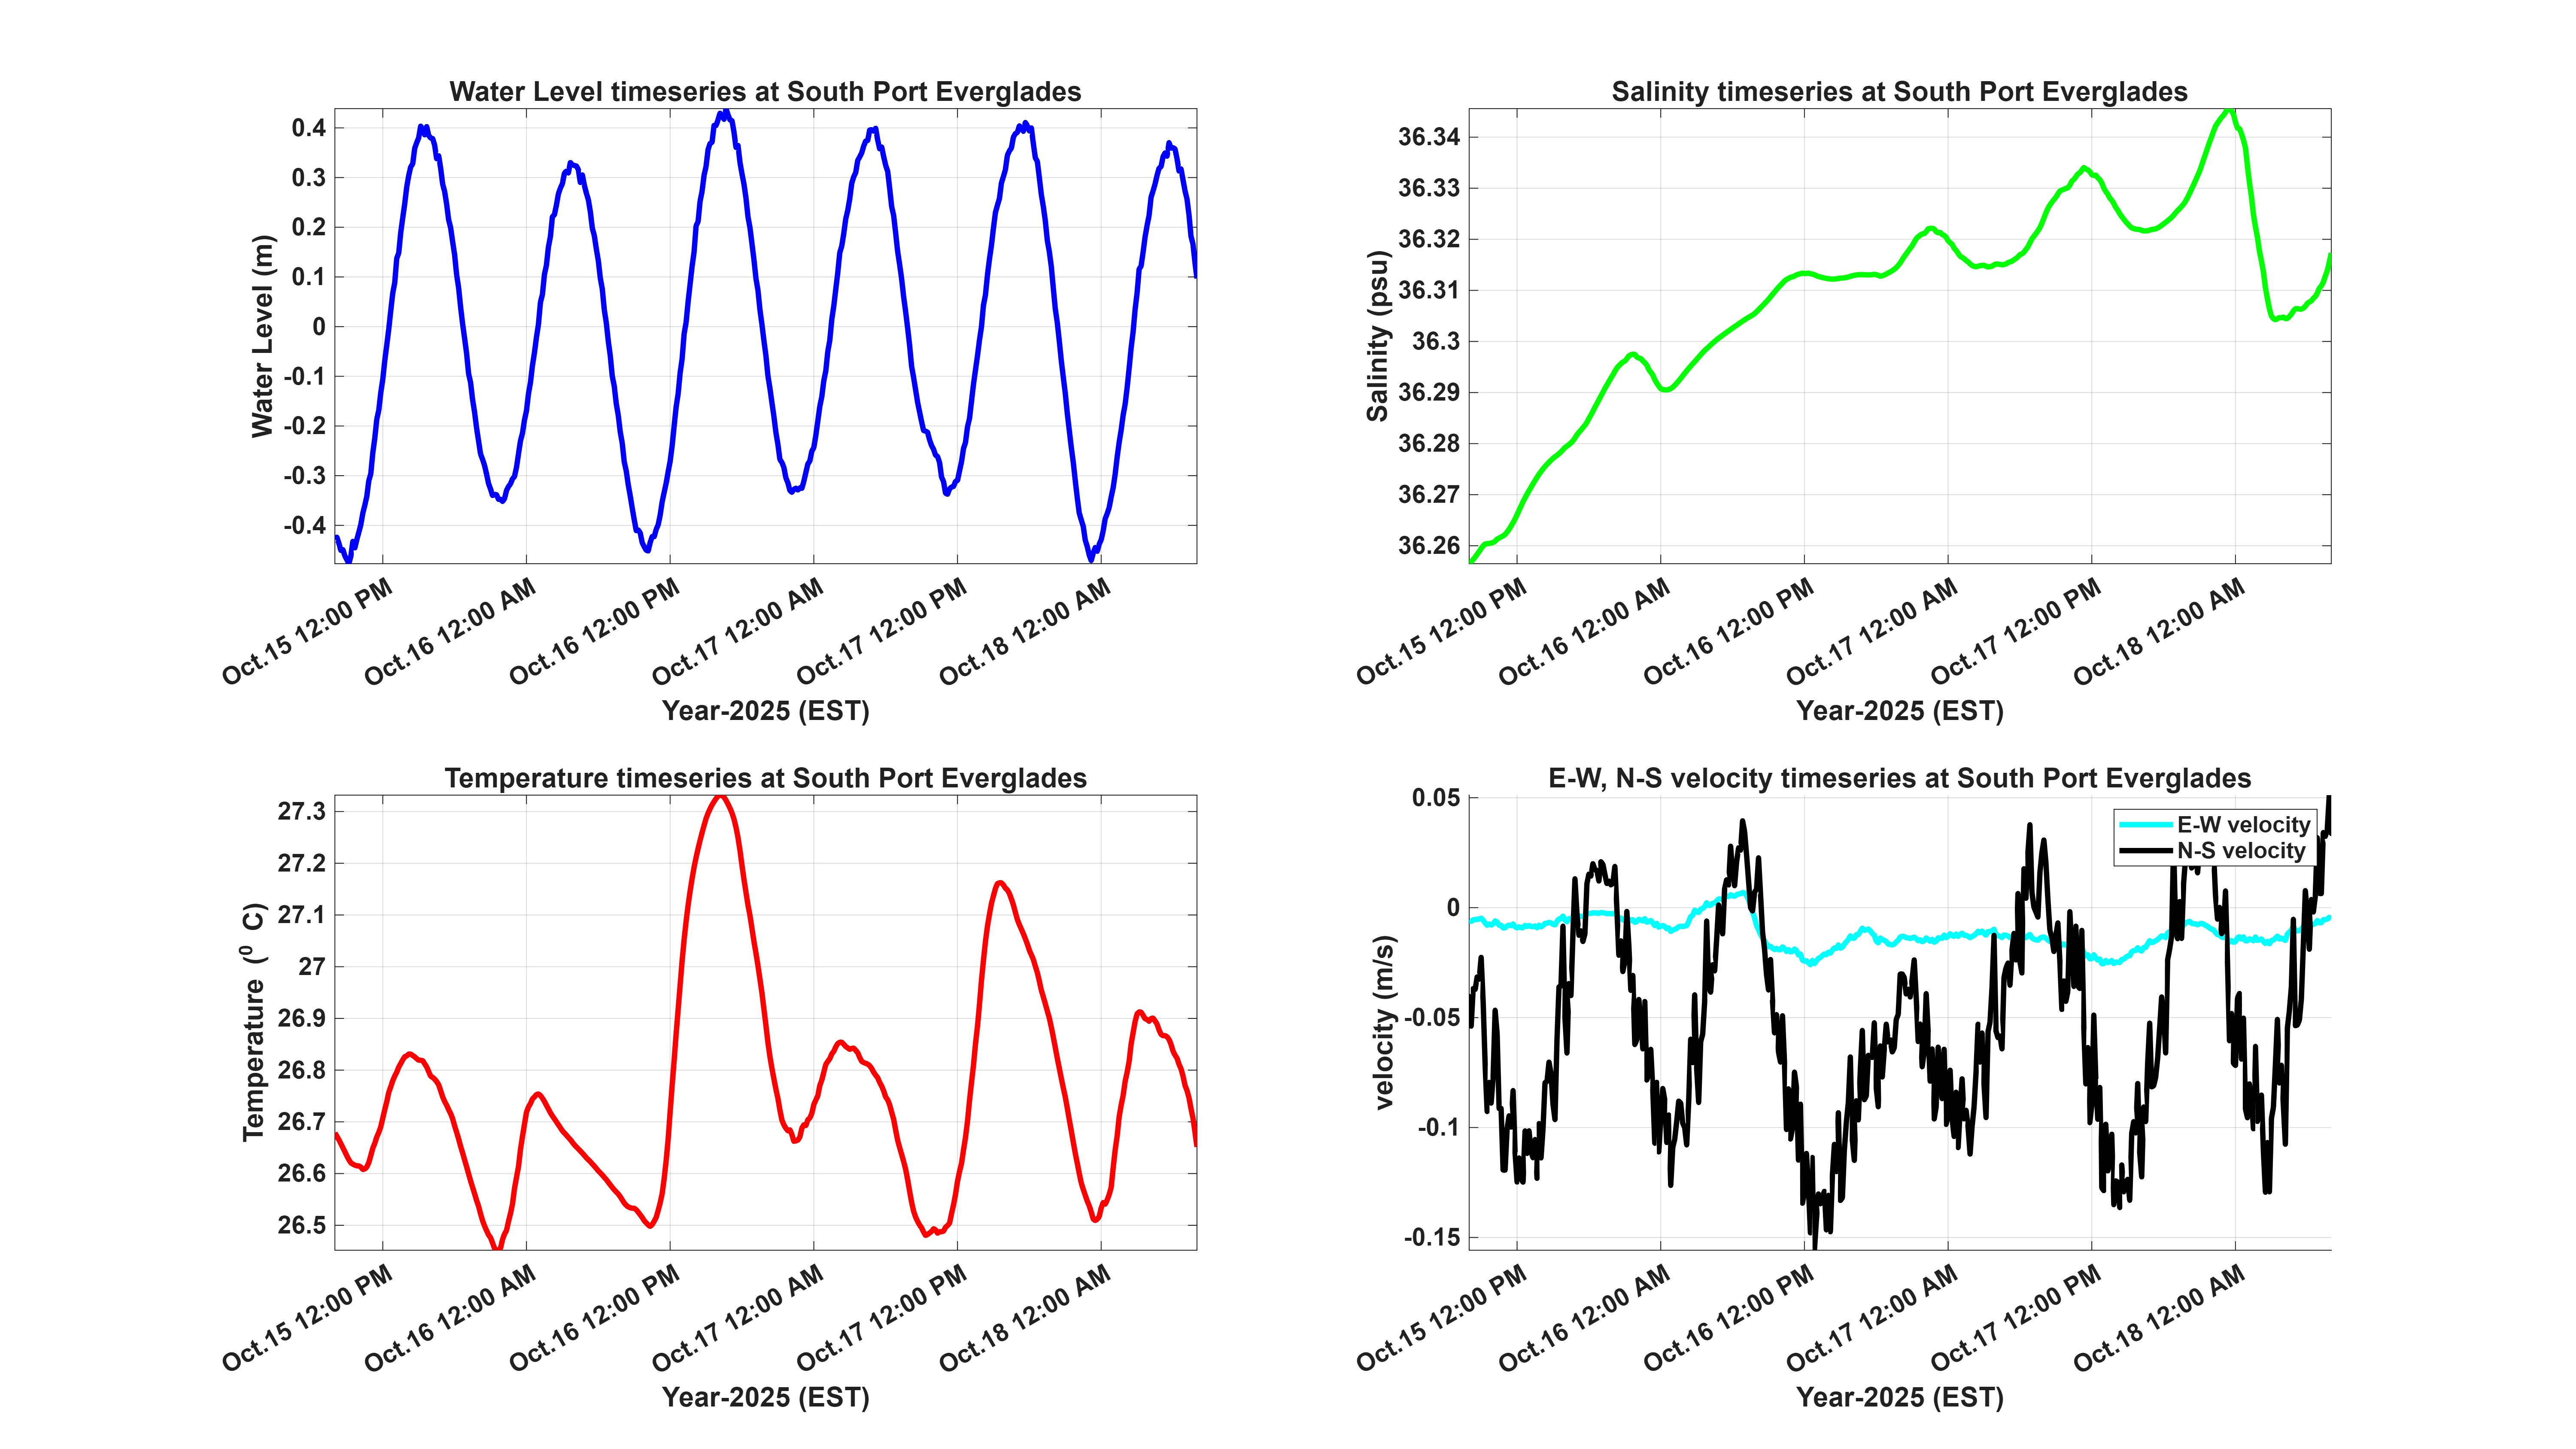 Water Level timeseries at South Port Everglades
Water Level (m)
0.4
0.3
0.2
0.1
0
-0.1
-0.2
-0.3
-0.4
Oct.15 12:00 PM
Oct.16 12:00 AM
Oct.16 12:00 PM
Oct.17 12:00 AM
Oct.17 12:00 PM
Oct.18 12:00 AM
Year-2025 (EST)
Salinity timeseries at South Port Everglades
Salinity (psu)
36.34
36.33
36.32
36.31
36.3
36.29
36.28
36.27
36.26
Oct.15 12:00 PM
Oct.16 12:00 AM
Oct.16 12:00 PM
Oct.17 12:00 AM
Oct.17 12:00 PM
Oct.18 12:00 AM
Year-2025 (EST)
Temperature timeseries at South Port Everglades
Temperature (⁰ C)
27.3
27.2
27.1
27
26.9
26.8
26.7
26.6
26.5
Oct.15 12:00 PM
Oct.16 12:00 AM
Oct.16 12:00 PM
Oct.17 12:00 AM
Oct.17 12:00 PM
Oct.18 12:00 AM
Year-2025 (EST)
E-W, N-S velocity timeseries at South Port Everglades
velocity (m/s)
0.05
0
-0.05
-0.1
-0.15
E-W velocity
N-S velocity
Oct.15 12:00 PM
Oct.16 12:00 AM
Oct.16 12:00 PM
Oct.17 12:00 AM
Oct.17 12:00 PM
Oct.18 12:00 AM
Year-2025 (EST)